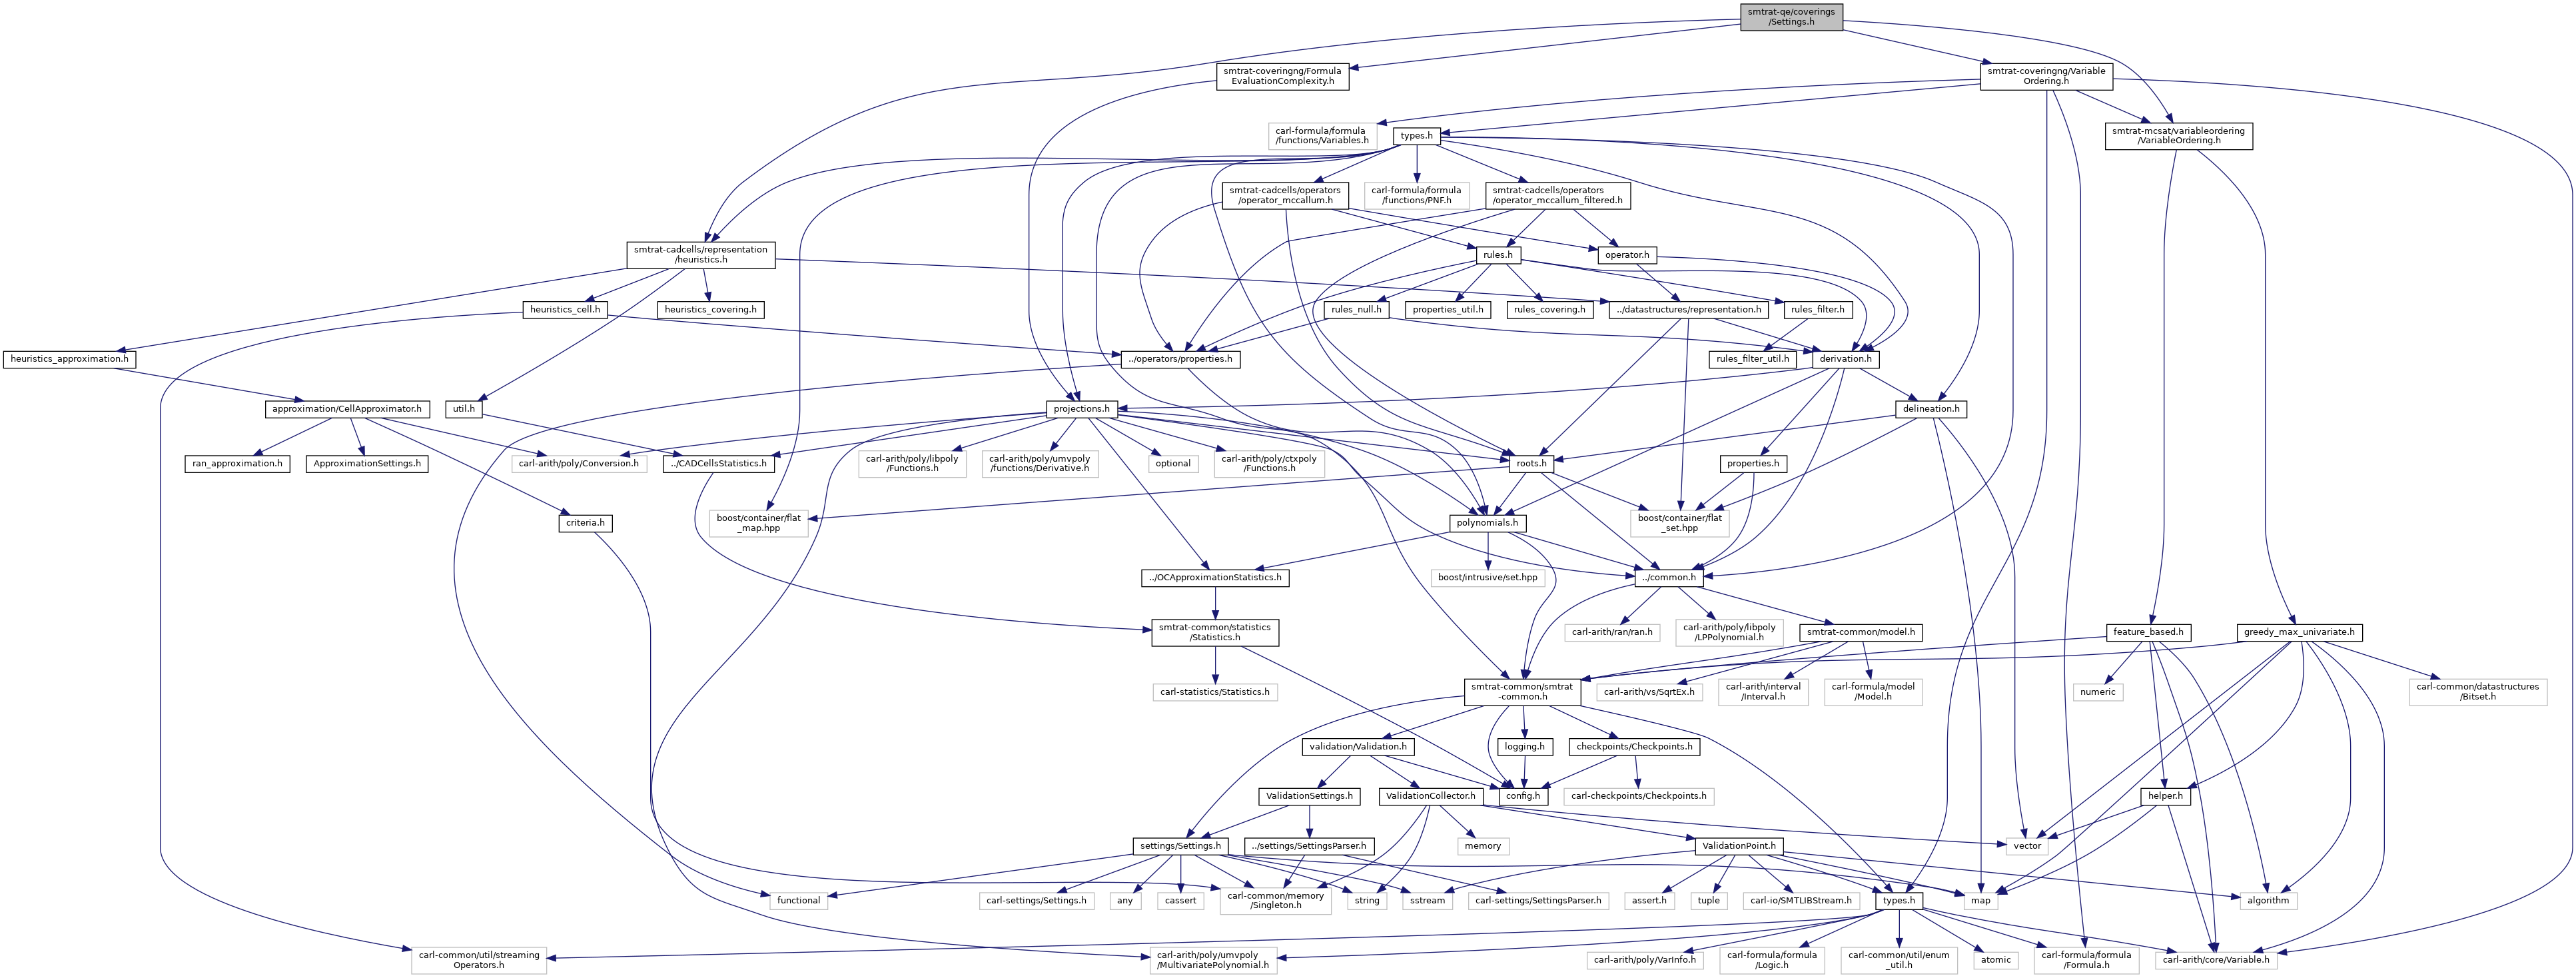 smtrat-qe/coverings
/Settings.h
smtrat-coveringng/Formula
EvaluationComplexity.h
smtrat-coveringng/Variable
Ordering.h
carl-formula/formula
/functions/Variables.h
types.h
smtrat-mcsat/variableordering
/VariableOrdering.h
smtrat-cadcells/operators
/operator_mccallum.h
carl-formula/formula
/functions/PNF.h
smtrat-cadcells/operators
/operator_mccallum_filtered.h
smtrat-cadcells/representation
/heuristics.h
rules.h
operator.h
heuristics_cell.h
heuristics_covering.h
rules_null.h
properties_util.h
rules_covering.h
../datastructures/representation.h
rules_filter.h
heuristics_approximation.h
../operators/properties.h
rules_filter_util.h
derivation.h
approximation/CellApproximator.h
util.h
projections.h
delineation.h
ran_approximation.h
ApproximationSettings.h
carl-arith/poly/Conversion.h
../CADCellsStatistics.h
carl-arith/poly/libpoly
/Functions.h
carl-arith/poly/umvpoly
/functions/Derivative.h
optional
carl-arith/poly/ctxpoly
/Functions.h
roots.h
properties.h
criteria.h
boost/container/flat
_map.hpp
polynomials.h
boost/container/flat
_set.hpp
../OCApproximationStatistics.h
boost/intrusive/set.hpp
../common.h
smtrat-common/statistics
/Statistics.h
carl-arith/ran/ran.h
carl-arith/poly/libpoly
/LPPolynomial.h
smtrat-common/model.h
feature_based.h
greedy_max_univariate.h
carl-statistics/Statistics.h
smtrat-common/smtrat
-common.h
carl-arith/vs/SqrtEx.h
carl-arith/interval
/Interval.h
carl-formula/model
/Model.h
numeric
carl-common/datastructures
/Bitset.h
validation/Validation.h
logging.h
checkpoints/Checkpoints.h
ValidationSettings.h
ValidationCollector.h
config.h
carl-checkpoints/Checkpoints.h
helper.h
settings/Settings.h
../settings/SettingsParser.h
memory
ValidationPoint.h
vector
functional
carl-settings/Settings.h
any
cassert
carl-common/memory
/Singleton.h
string
sstream
carl-settings/SettingsParser.h
assert.h
tuple
carl-io/SMTLIBStream.h
types.h
map
algorithm
carl-common/util/streaming
Operators.h
carl-arith/poly/umvpoly
/MultivariatePolynomial.h
carl-arith/poly/VarInfo.h
carl-formula/formula
/Logic.h
carl-common/util/enum
_util.h
atomic
carl-formula/formula
/Formula.h
carl-arith/core/Variable.h